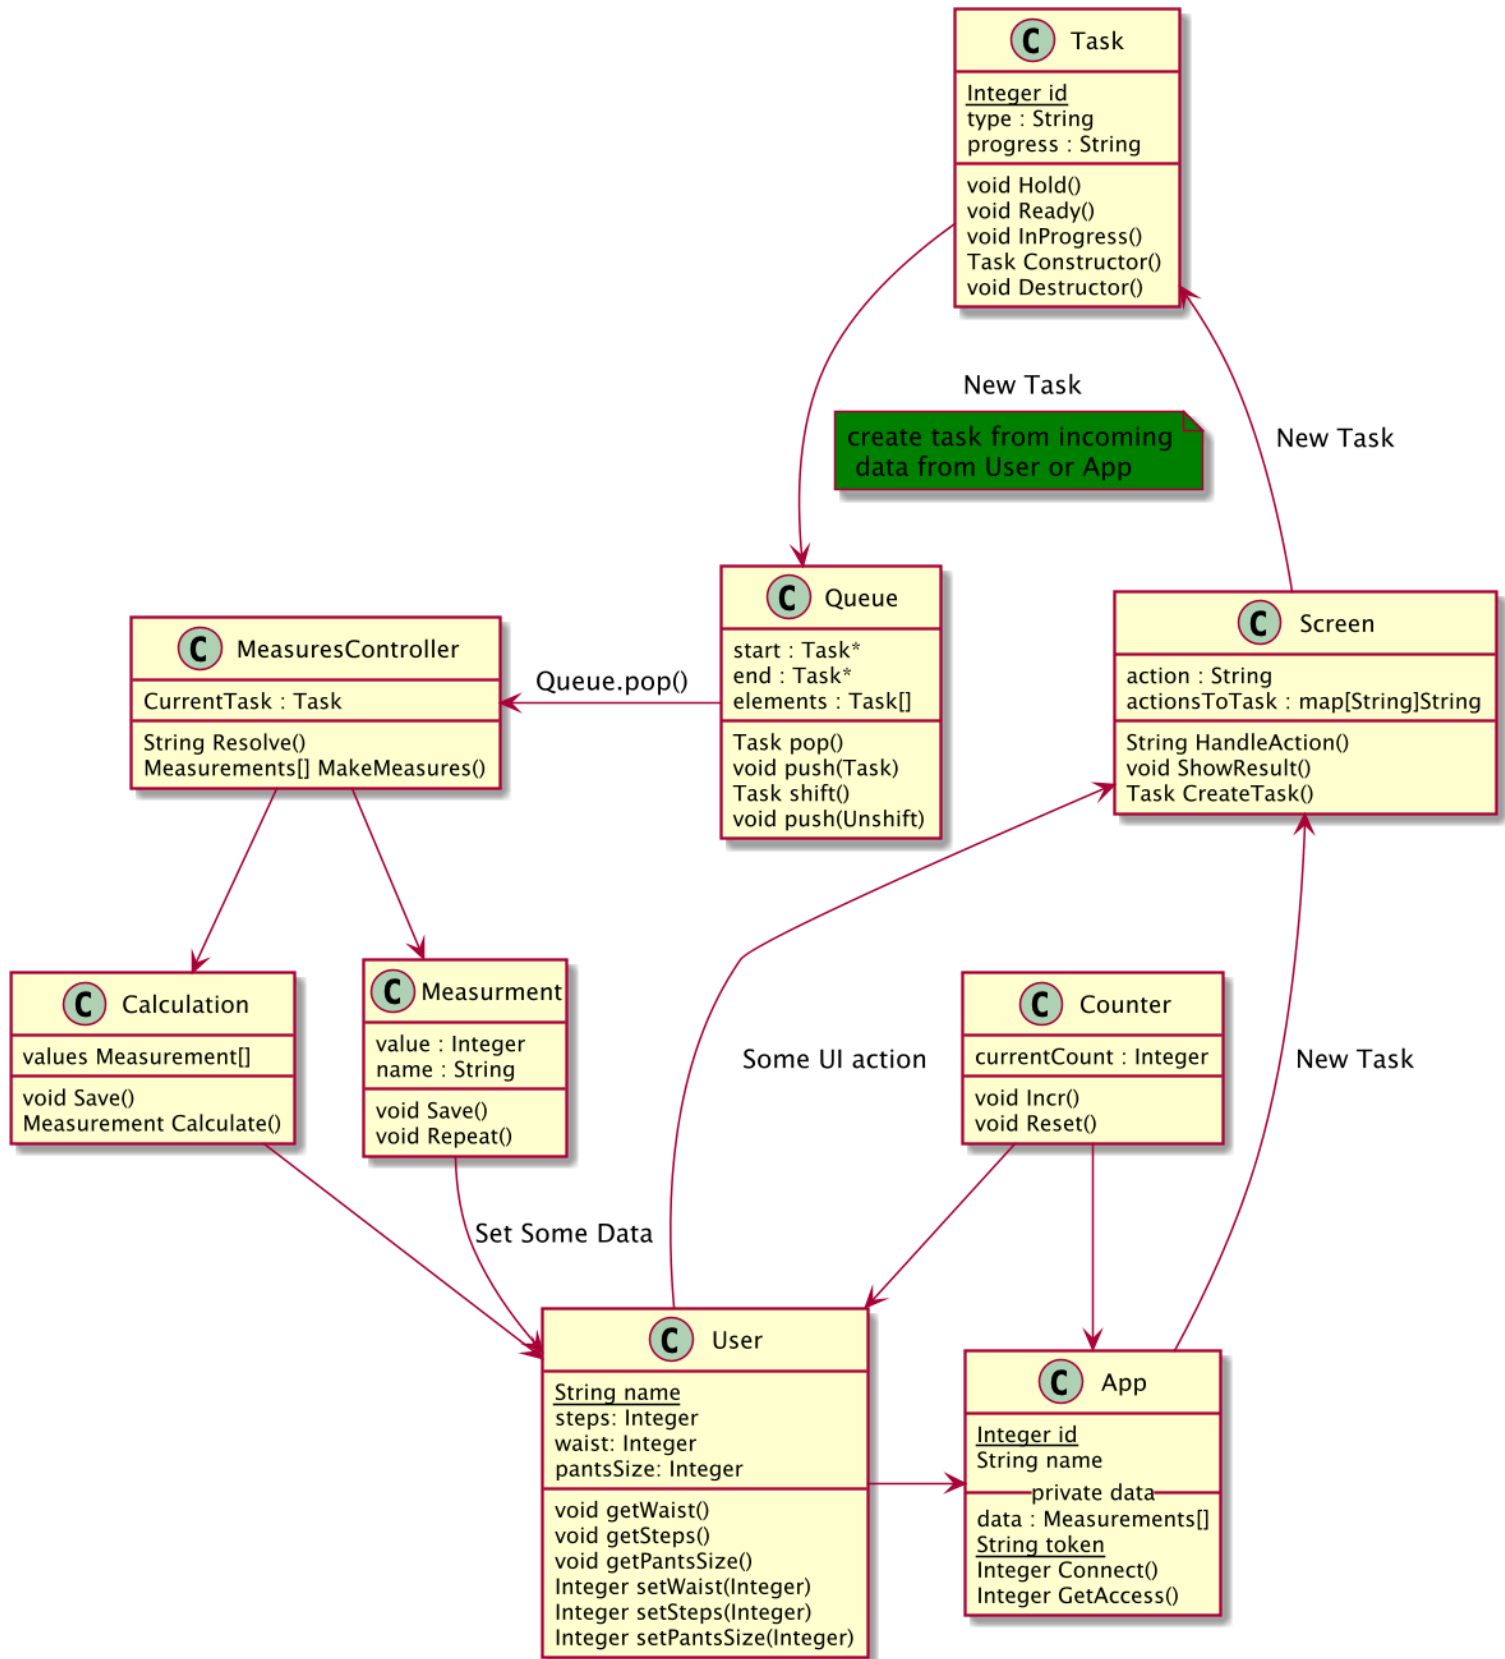 C Task
Integer id
type : String
progress : String
void Hold()
void Ready()
void InProgress()
Task Constructor()
void Destructor()
New Task
create task from incoming
data from User or App
New Task
C Queue
start : Task*
end : Task*
elements : Task[]
Task pop()
void push(Task)
Task shift()
void push(Unshift)
C Screen
action : String
actionsToTask : map[String]String
String HandleAction()
void ShowResult()
Task CreateTask()
C MeasuresController
CurrentTask : Task
String Resolve()
Measurements[] MakeMeasures()
Queue.pop()
C Calculation
values Measurement[]
void Save()
Measurement Calculate()
C Measurment
value : Integer
name : String
void Save()
void Repeat()
Some UI action
C Counter
currentCount : Integer
void Incr()
void Reset()
New Task
Set Some Data
C User
String name
steps: Integer
waist: Integer
pantsSize: Integer
void getWaist()
void getSteps()
void getPantsSize()
Integer setWaist(Integer)
Integer setSteps(Integer)
Integer setPantsSize(Integer)
C App
Integer id
String name
private data
data : Measurements[]
String token
Integer Connect()
Integer GetAccess()